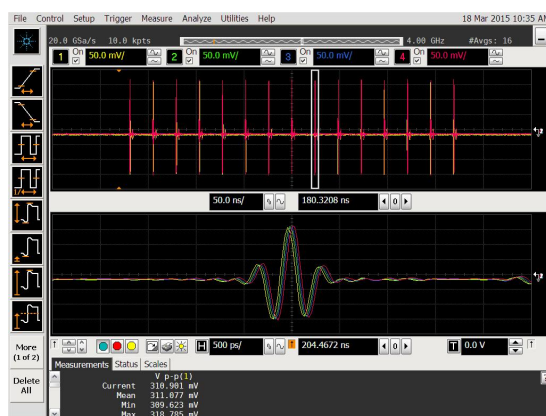 File Control Setup Trigger Measure Analyze Utilities Help 18 Mar 2015 10:35 AM
20.0 GSa/s 10.0 kpts 4.00 GHz #Avgs: 16
1 On 50.0 mV/ 2 On 50.0 mV/ 3 On 50.0 mV/ 4 On 50.0 mV/
50.0 ns/ 180.3208 ns 0
H 500 ps/ 204.4672 ns 0 T 0.0 V
More
(1 of 2)
Delete
All
Measurements Status Scales
V p-p(1)
Current 310.901 mV
Mean 311.077 mV
Min 309.623 mV
Max 318.785 mV